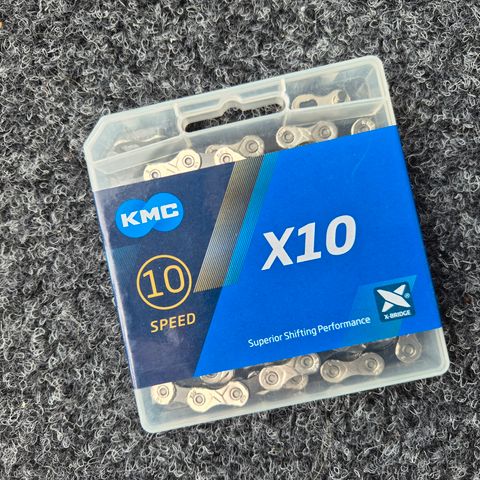 KMC
X10
10
SPEED
Superior Shifting Performance
X-BRIDGE